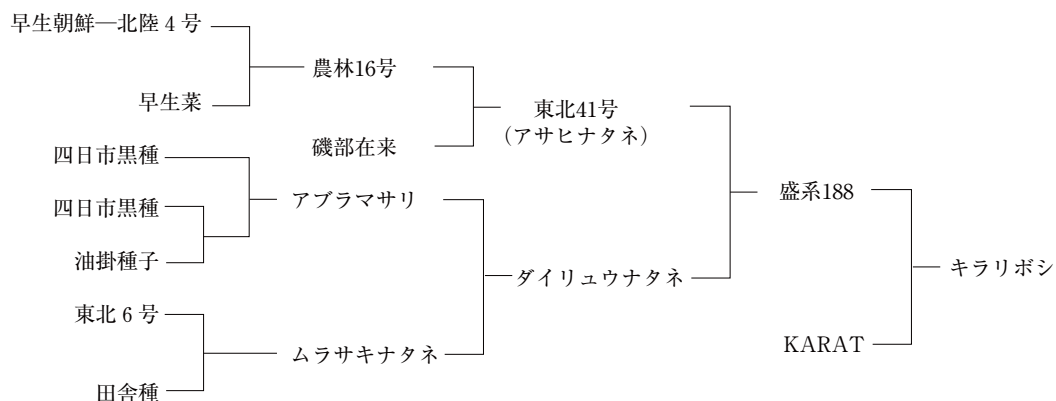 早生朝鮮—北陸４号
農林16号
早生菜
東北41号
（アサヒナタネ）
磯部在来
四日市黒種
盛系188
アブラマサリ
四日市黒種
油掛種子
キラリボシ
ダイリュウナタネ
東北６号
KARAT
ムラサキナタネ
田舎種